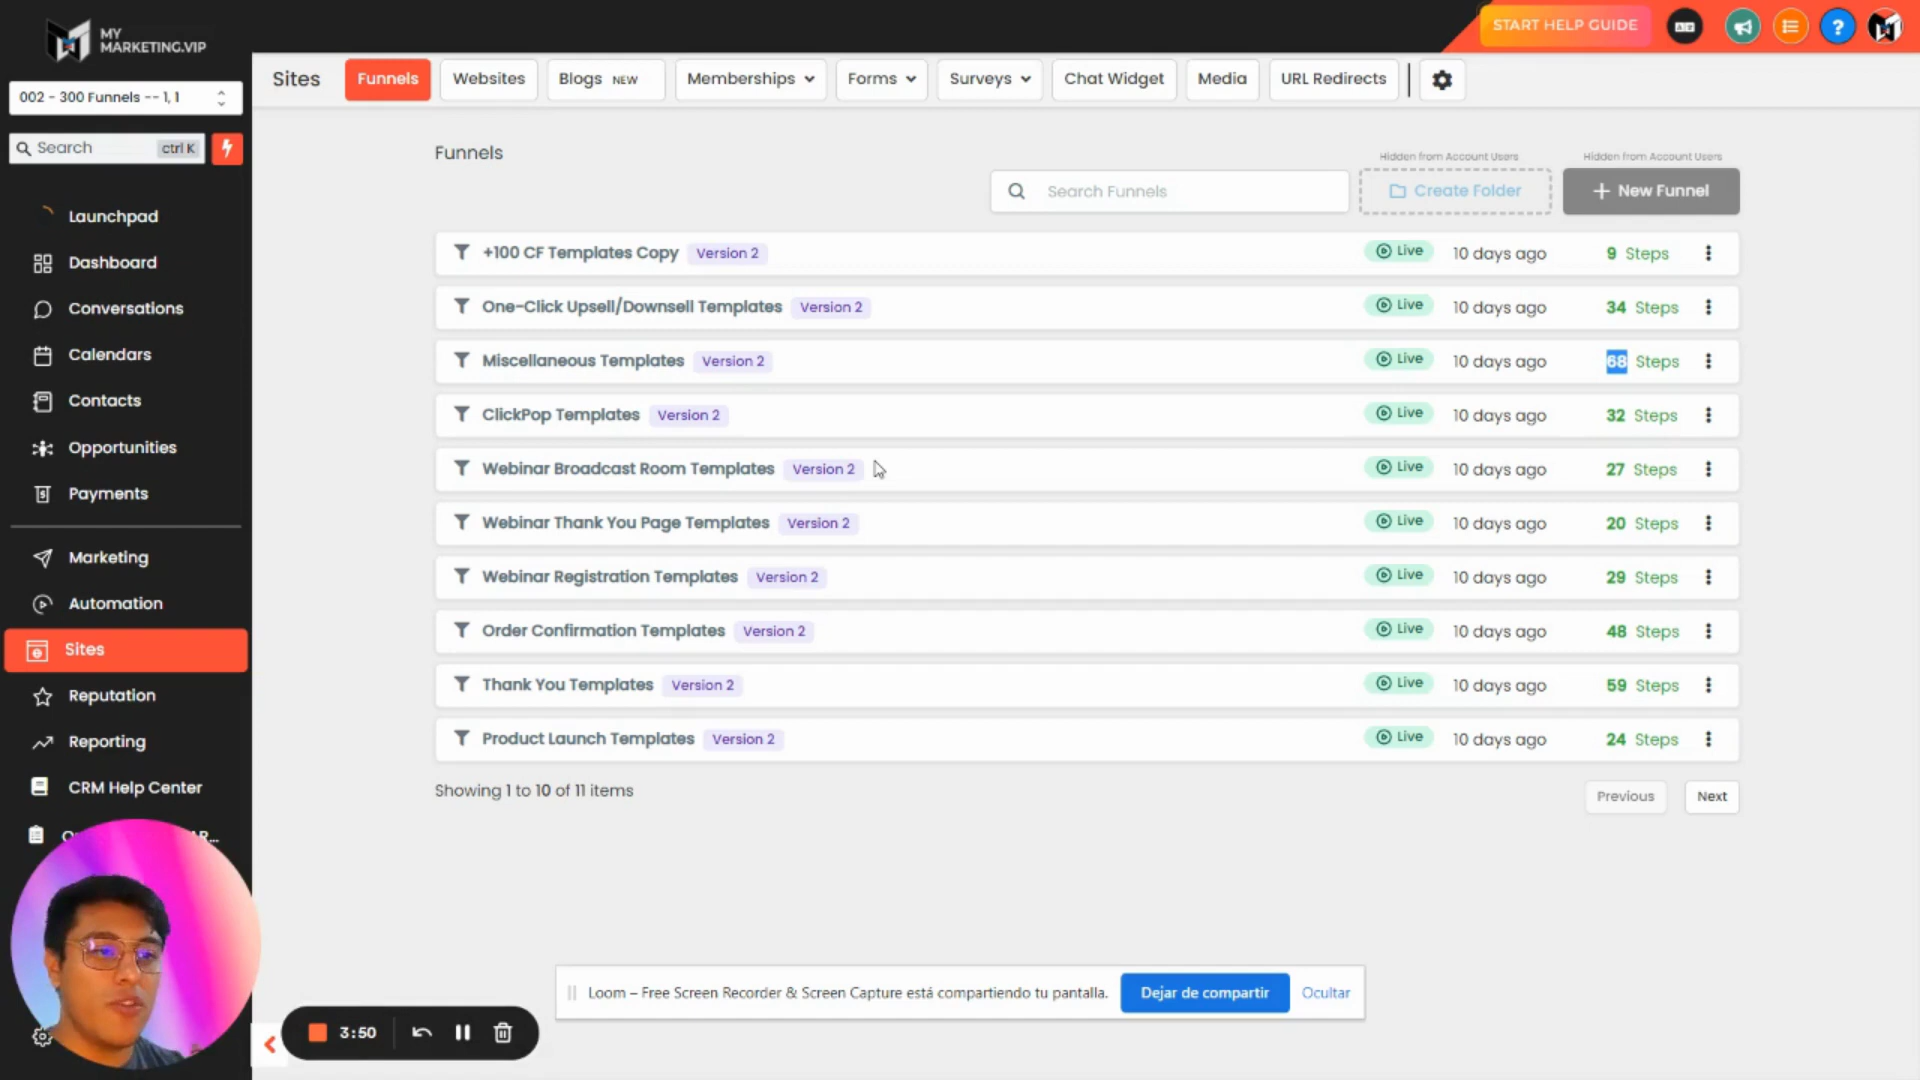 MY
MARKETING.VIP
START HELP GUIDE
002 - 300 Funnels -- 1, 1
Search ctrl K
Launchpad
Dashboard
Conversations
Calendars
Contacts
Opportunities
Payments
Marketing
Automation
Sites
Reputation
Reporting
CRM Help Center
Sites Funnels Websites Blogs NEW Memberships Forms Surveys Chat Widget Media URL Redirects
Funnels
Hidden from Account Users Hidden from Account Users
Search Funnels Create Folder + New Funnel
+100 CF Templates Copy Version 2 Live 10 days ago 9 Steps
One-Click Upsell/Downsell Templates Version 2 Live 10 days ago 34 Steps
Miscellaneous Templates Version 2 Live 10 days ago 68 Steps
ClickPop Templates Version 2 Live 10 days ago 32 Steps
Webinar Broadcast Room Templates Version 2 Live 10 days ago 27 Steps
Webinar Thank You Page Templates Version 2 Live 10 days ago 20 Steps
Webinar Registration Templates Version 2 Live 10 days ago 29 Steps
Order Confirmation Templates Version 2 Live 10 days ago 48 Steps
Thank You Templates Version 2 Live 10 days ago 59 Steps
Product Launch Templates Version 2 Live 10 days ago 24 Steps
Showing 1 to 10 of 11 items Previous Next
Loom – Free Screen Recorder & Screen Capture está compartiendo tu pantalla. Dejar de compartir Ocultar
3:50